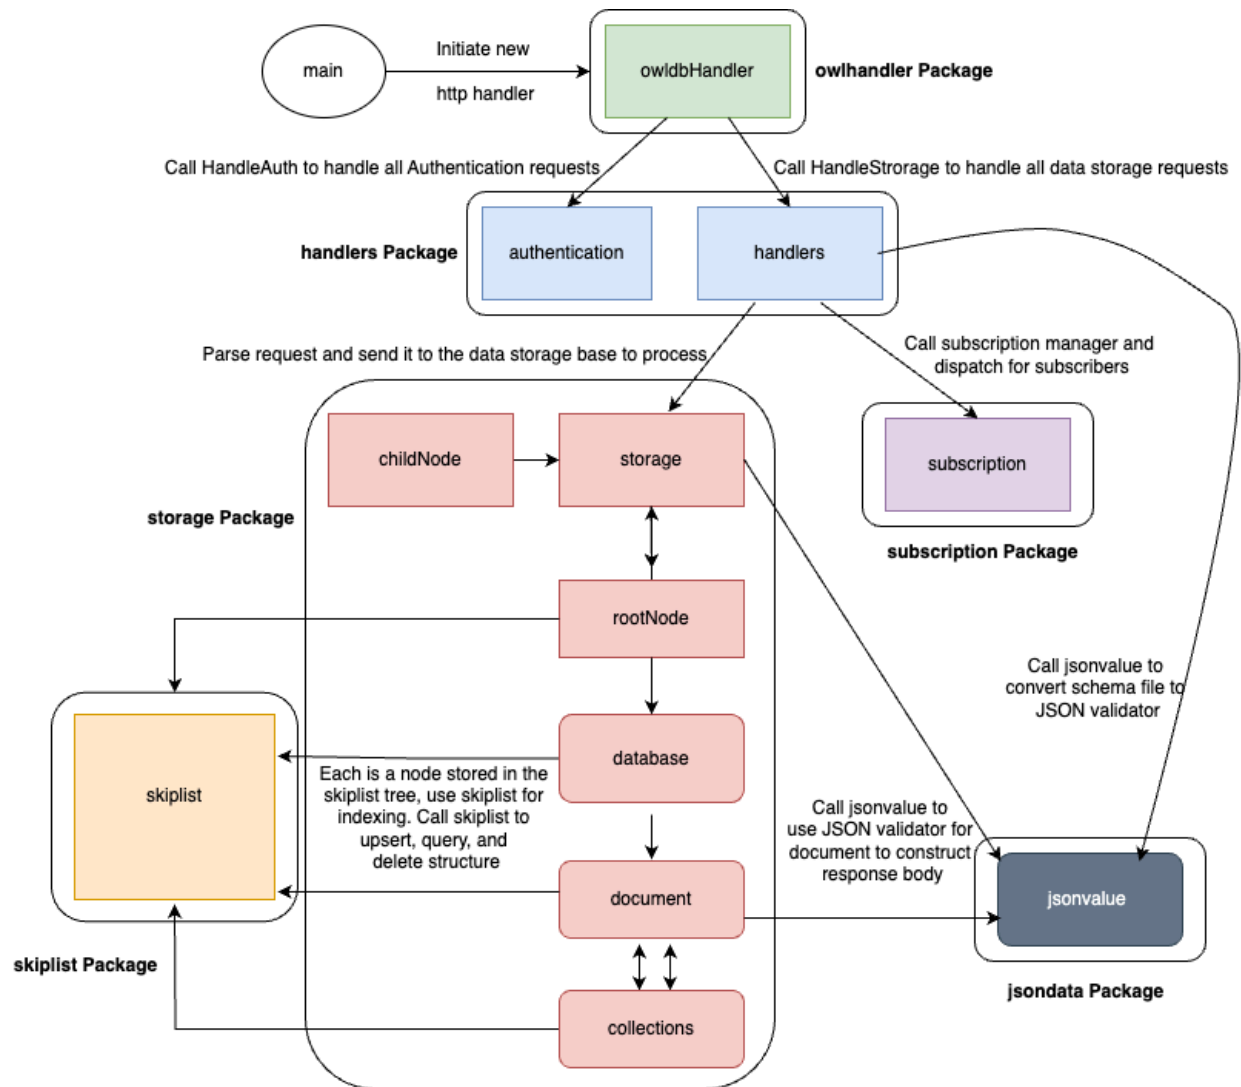 main
Initiate new
http handler
owldbHandler
owlhandler Package
Call HandleAuth to handle all Authentication requests
Call HandleStrorage to handle all data storage requests
handlers Package
authentication
handlers
Parse request and send it to the data storage base to process
Call subscription manager and
dispatch for subscribers
childNode
storage
subscription
storage Package
subscription Package
rootNode
Call jsonvalue to
convert schema file to
JSON validator
skiplist
database
Each is a node stored in the
skiplist tree, use skiplist for
indexing. Call skiplist to
upsert, query, and
delete structure
Call jsonvalue to
use JSON validator for
document to construct
response body
document
jsonvalue
skiplist Package
jsondata Package
collections